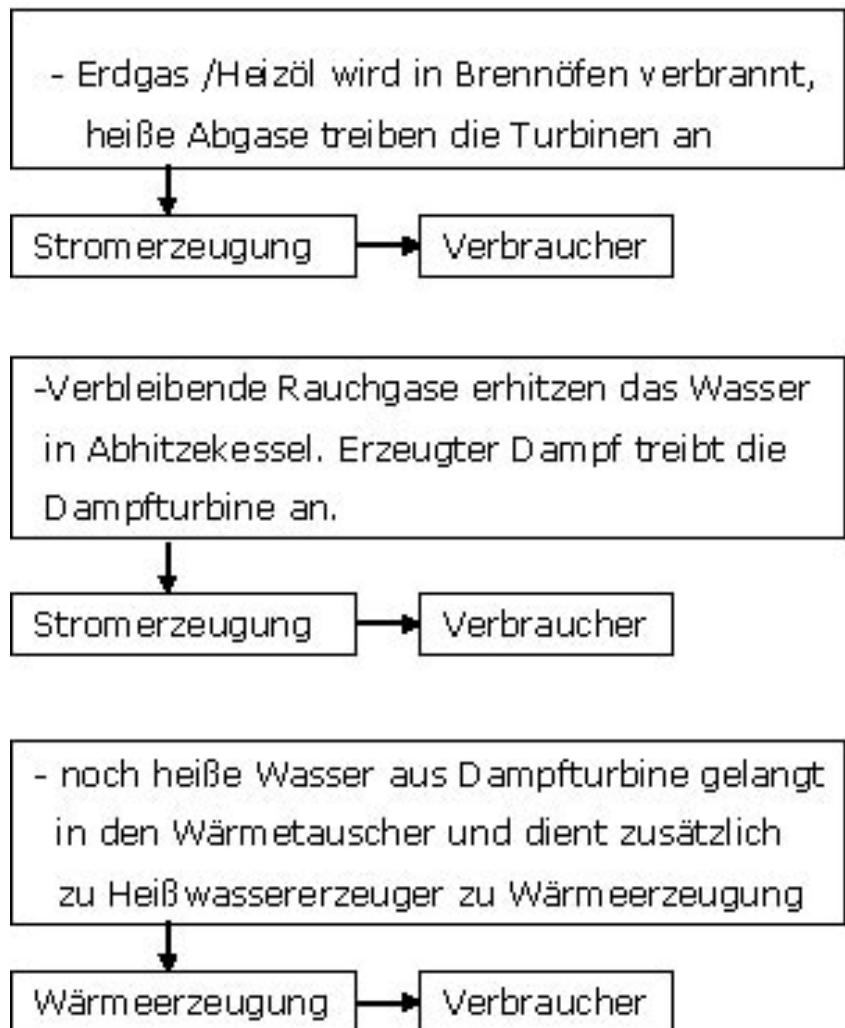 - Erdgas /Heizöl wird in Brennöfen verbrannt,
heiße Abgase treiben die Turbinen an
Stromerzeugung
Verbraucher
-Verbleibende Rauchgase erhitzen das Wasser
in Abhitzekessel. Erzeugter Dampf treibt die
Dampfturbine an.
Stromerzeugung
Verbraucher
- noch heiße Wasser aus Dampfturbine gelangt
in den Wärmetauscher und dient zusätzlich
zu Heißwassererzeuger zu Wärmeerzeugung
Wärmeerzeugung
Verbraucher